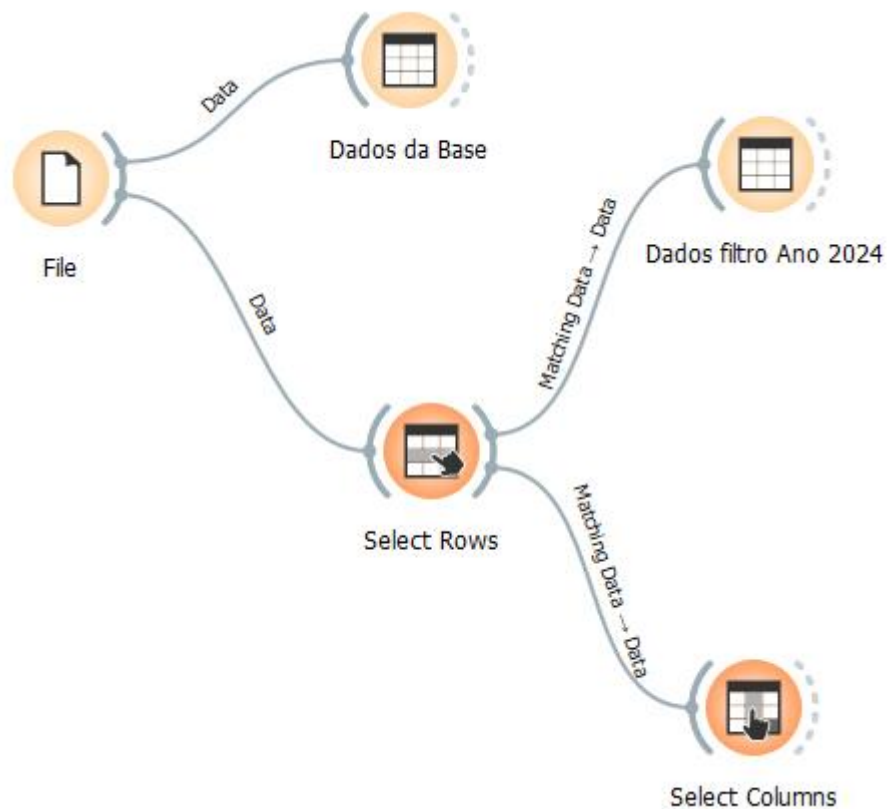 Data
Dados da Base
File
Data
Matching Data → Data
Dados filtro Ano 2024
Select Rows
Matching Data → Data
Select Columns